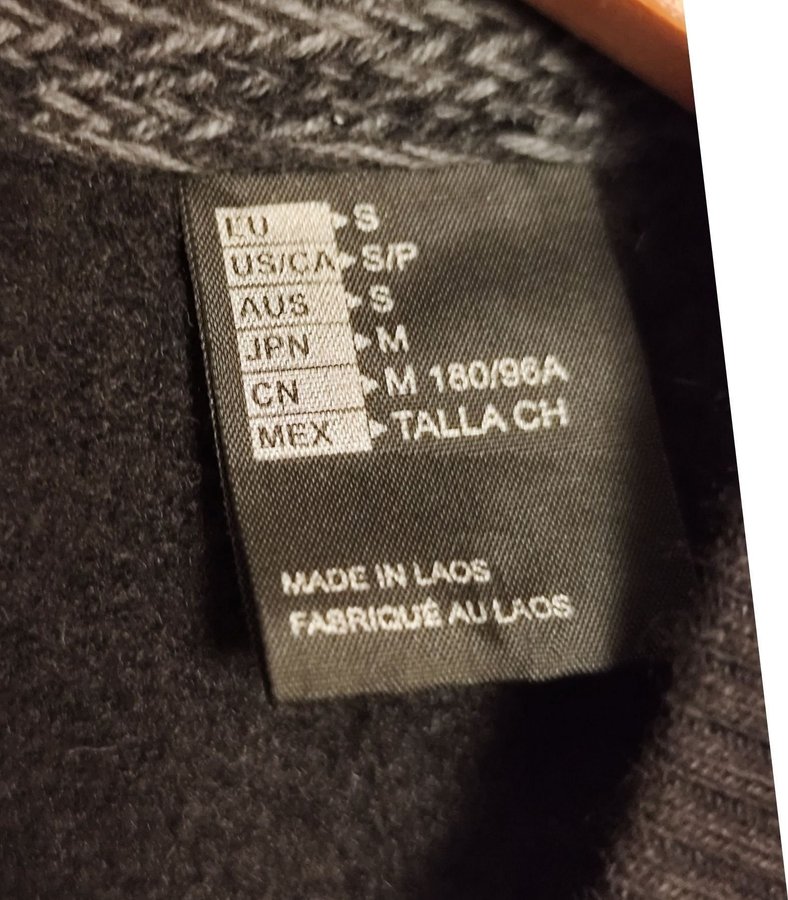 EU S
US/CA S/P
AUS S
JPN M
CN M 180/96A
MEX TALLA CH
MADE IN LAOS
FABRIQUÉ AU LAOS